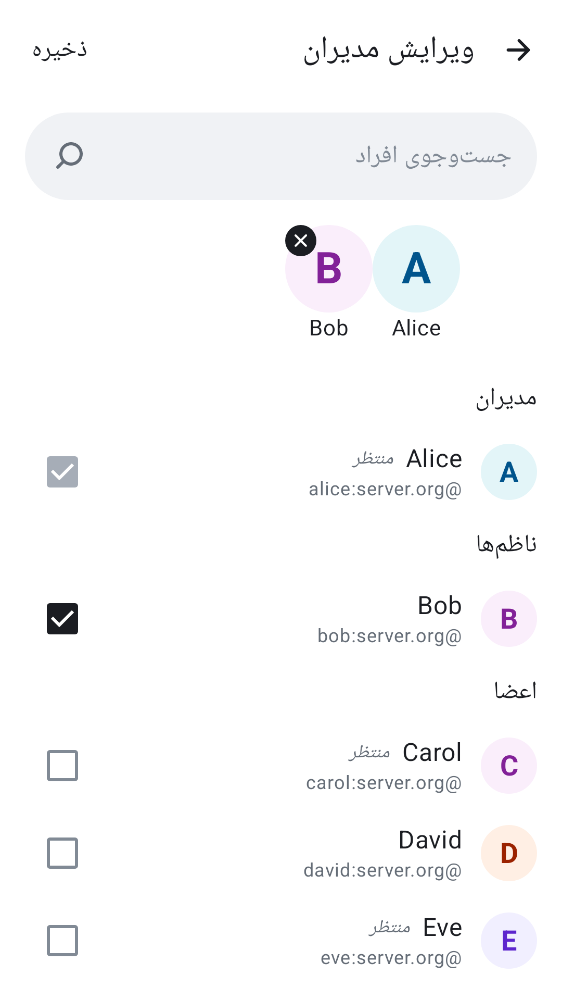 ویرایش مدیران
ذخیره
جست‌وجوی افراد
A
B
Alice
Bob
مدیران
A
Alice منتظر
alice:server.org@
ناظم‌ها
B
Bob
bob:server.org@
اعضا
C
Carol منتظر
carol:server.org@
D
David
david:server.org@
E
Eve منتظر
eve:server.org@